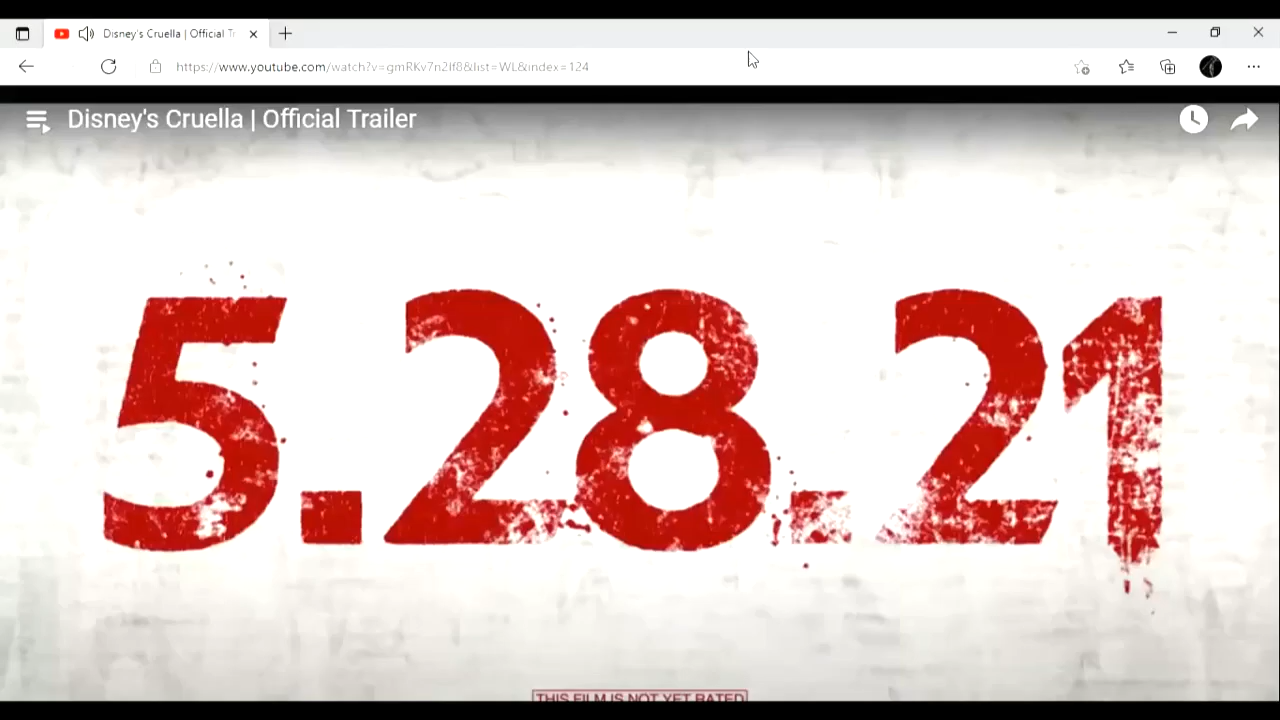 Disney's Cruella | Official Tr
https://www.youtube.com/watch?v=gmRKv7n2If8&list=WL&index=124
Disney's Cruella | Official Trailer
5.28.21
THIS FILM IS NOT YET RATED